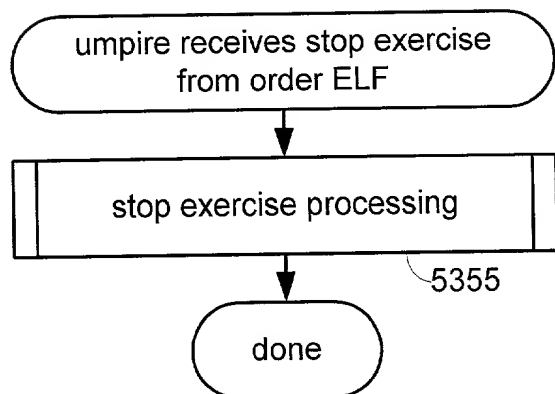 umpire receives stop exercise
from order ELF
stop exercise processing
5355
done